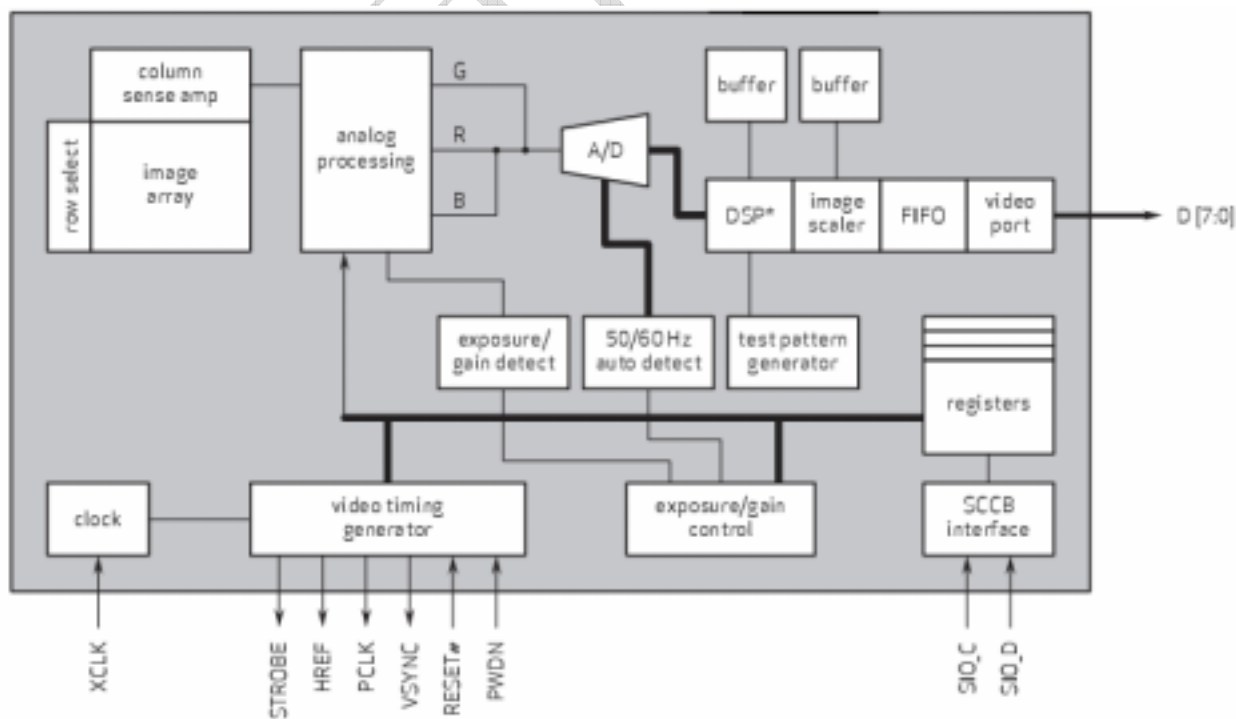 column
sense amp
row select
image
array
analog
processing
G
R
B
A/D
buffer
buffer
DSP*
image
scaler
FIFO
video
port
D [7:0]
exposure/
gain detect
50/60 Hz
auto detect
test pattern
generator
registers
clock
video timing
generator
exposure/gain
control
SCCB
interface
XCLK
STROBE
HREF
PCLK
VSYNC
RESET#
PWDN
SIO_C
SIO_D